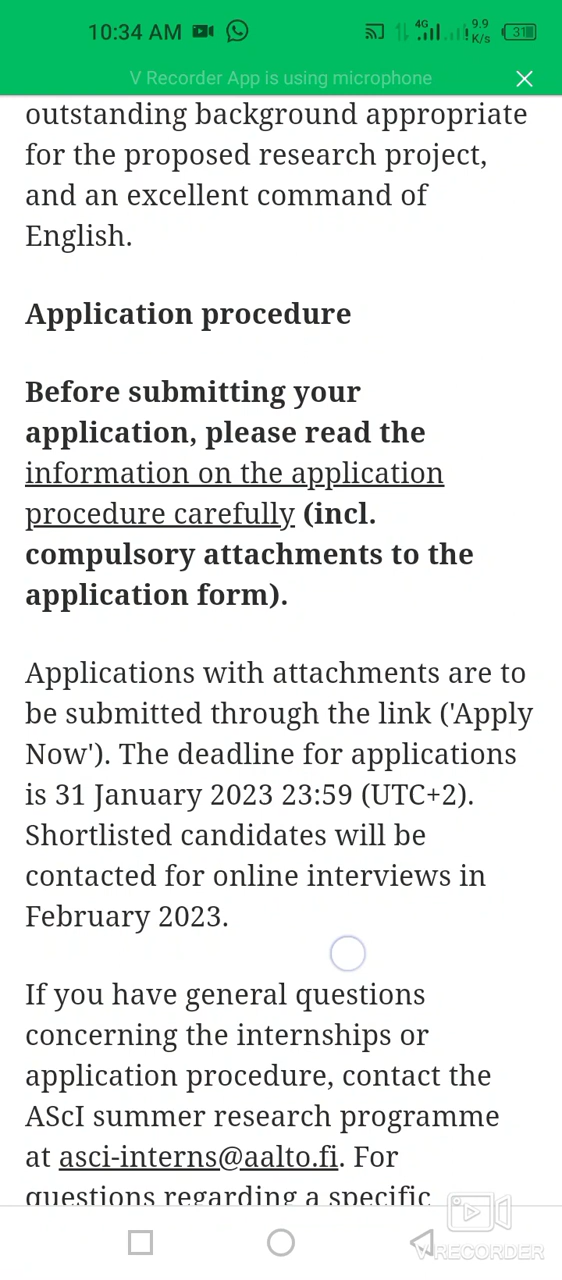 10:34 AM
4G
9.9
K/s
31
V Recorder App is using microphone
outstanding background appropriate
for the proposed research project,
and an excellent command of
English.
Application procedure
Before submitting your
application, please read the
information on the application
procedure carefully (incl.
compulsory attachments to the
application form).
Applications with attachments are to
be submitted through the link ('Apply
Now'). The deadline for applications
is 31 January 2023 23:59 (UTC+2).
Shortlisted candidates will be
contacted for online interviews in
February 2023.
If you have general questions
concerning the internships or
application procedure, contact the
AScI summer research programme
at asci-interns@aalto.fi. For
questions regarding a specific
VRECORDER